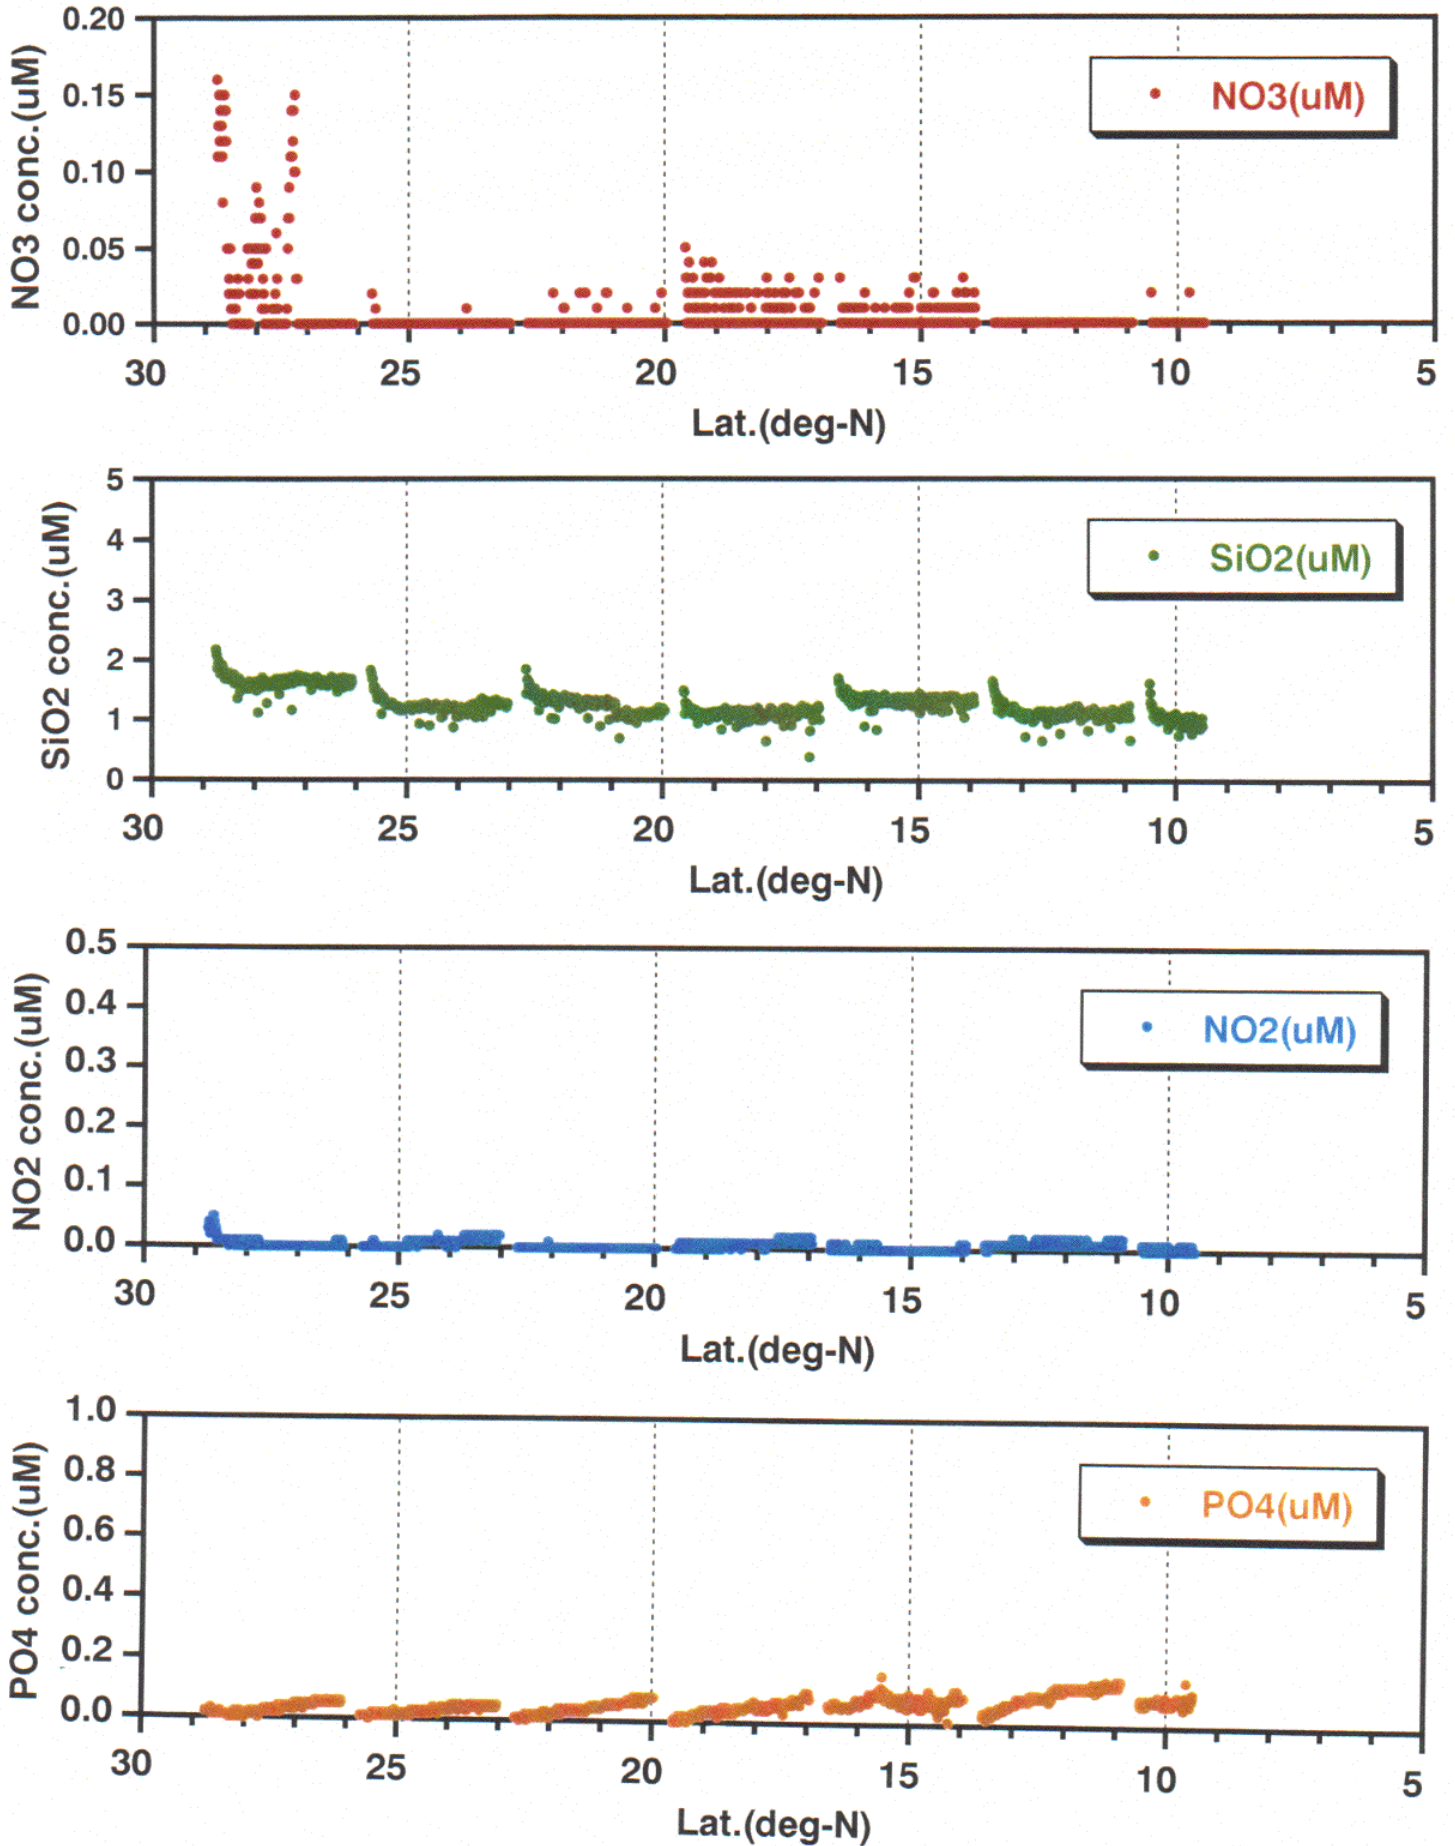 NO3 conc.(uM)
0.20
0.15
0.10
0.05
0.00
NO3(uM)
30 25 20 15 10 5
Lat.(deg-N)
SiO2 conc.(uM)
5
4
3
2
1
0
SiO2(uM)
30 25 20 15 10 5
Lat.(deg-N)
NO2 conc.(uM)
0.5
0.4
0.3
0.2
0.1
0.0
NO2(uM)
30 25 20 15 10 5
Lat.(deg-N)
PO4 conc.(uM)
1.0
0.8
0.6
0.4
0.2
0.0
PO4(uM)
30 25 20 15 10 5
Lat.(deg-N)